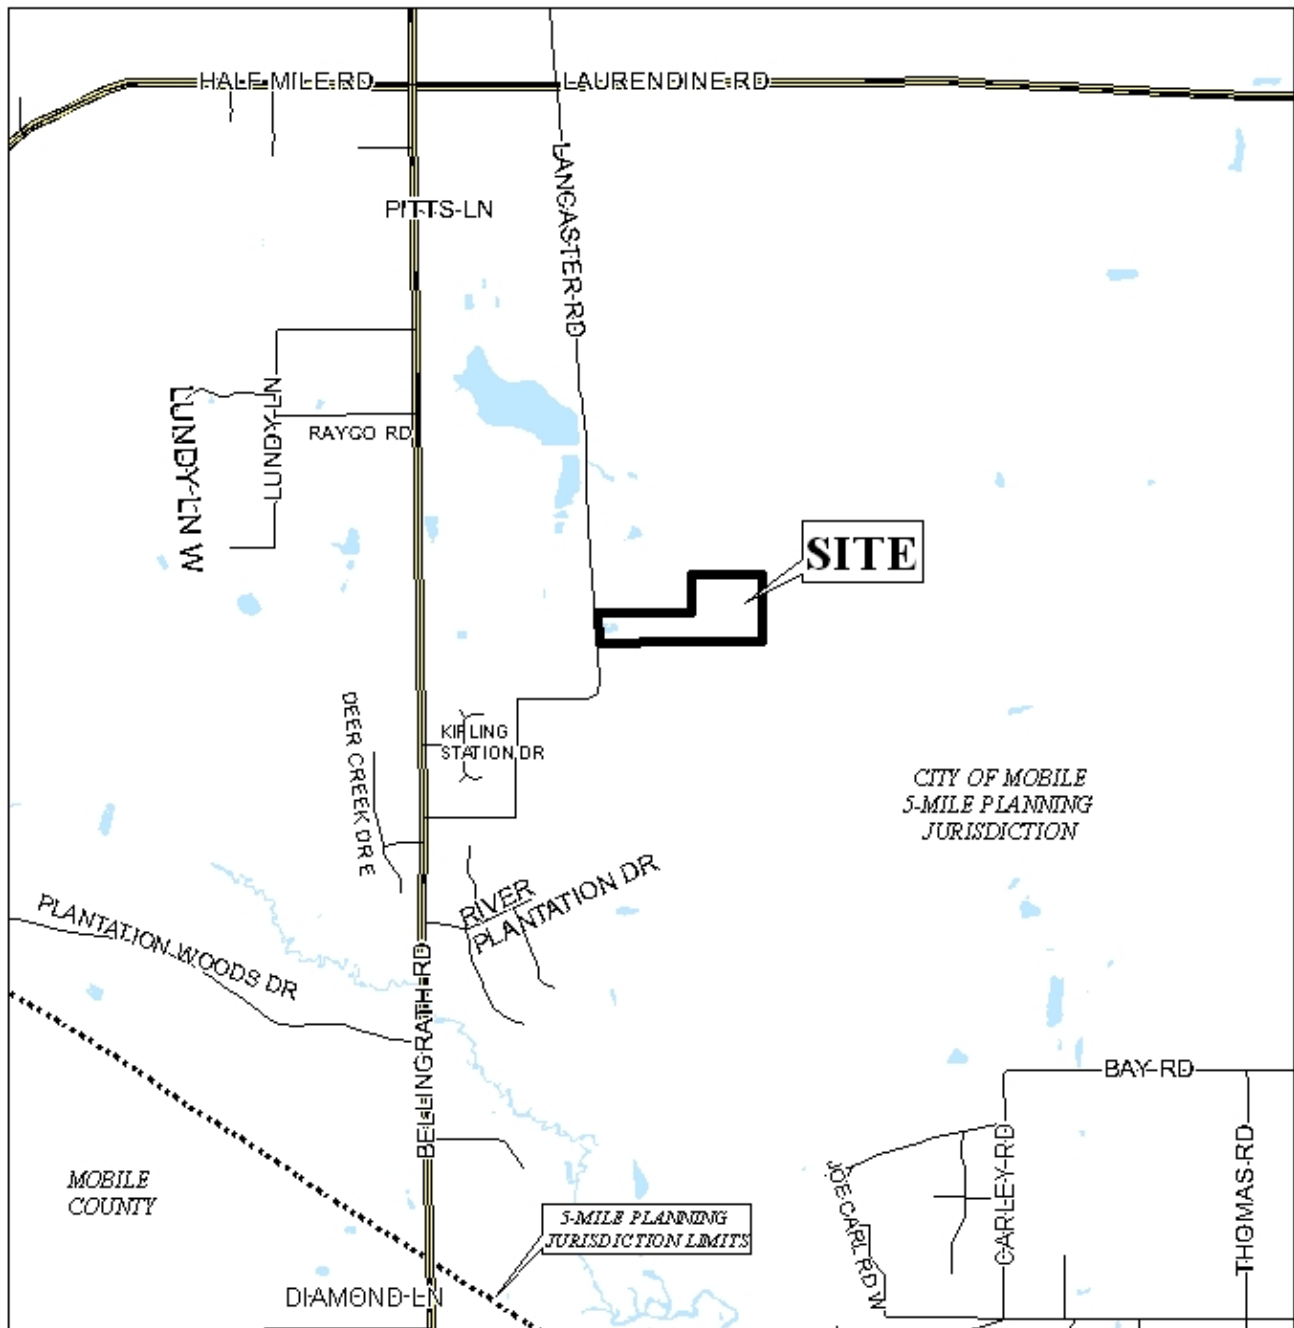 HALF MILE RD
LAURENDINE RD
LANCASTER RD
PITTS LN
LUNDY LN
LUNDY LN W
RAYCO RD
SITE
DEER CREEK DR E
KIPLING
STATION DR
CITY OF MOBILE
5-MILE PLANNING
JURISDICTION
RIVER
PLANTATION DR
PLANTATION WOODS DR
BELLINGRATH RD
BAY RD
MOBILE
COUNTY
JOE CARL RD W
CARLEY RD
THOMAS RD
5-MILE PLANNING
JURISDICTION LIMITS
DIAMOND LN